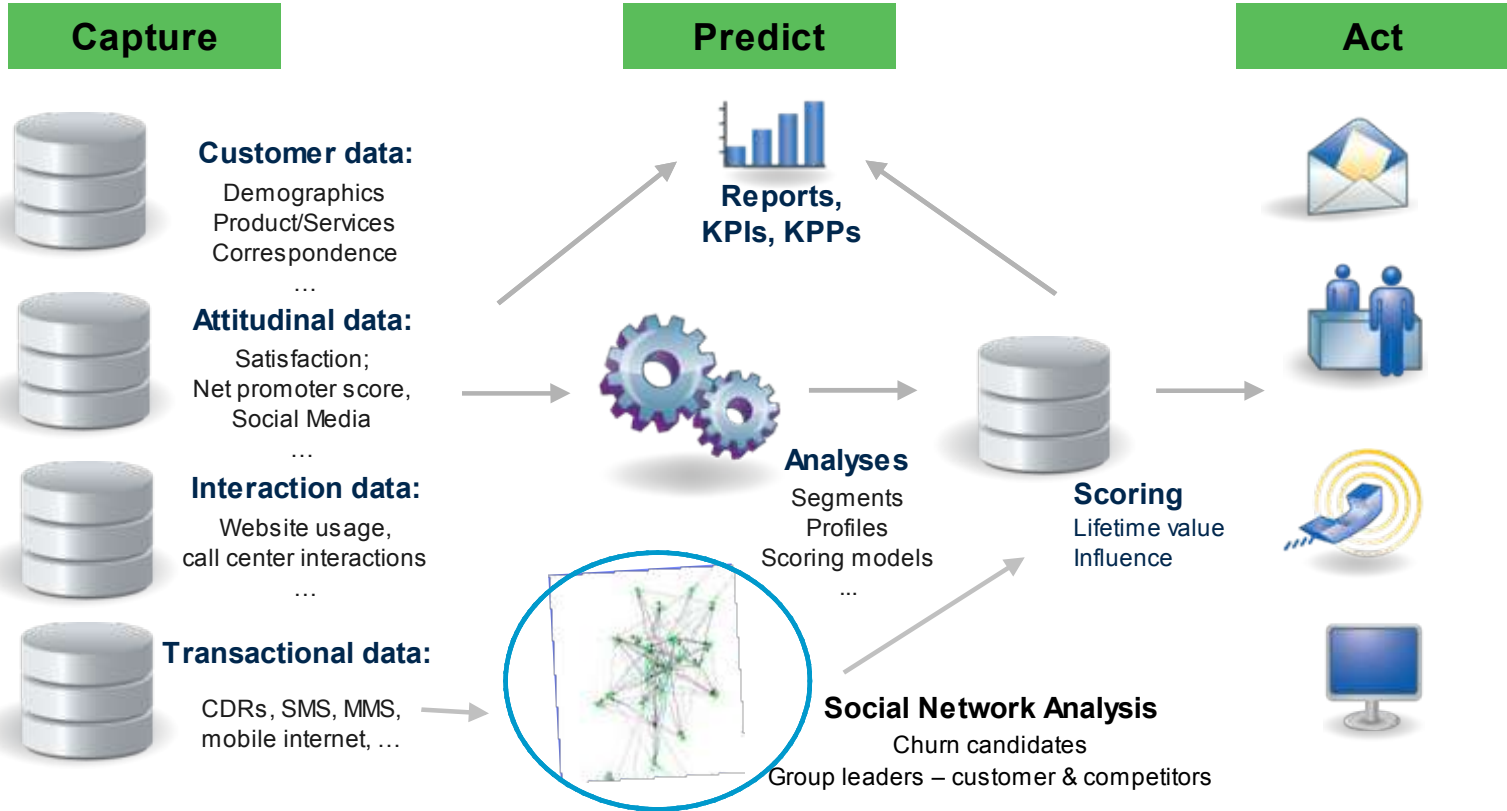 Capture
Predict
Act
Customer data:
Demographics
Product/Services
Correspondence
…
Attitudinal data:
Satisfaction;
Net promoter score,
Social Media
…
Interaction data:
Website usage,
call center interactions
…
Transactional data:
CDRs, SMS, MMS,
mobile internet, …
Reports,
KPIs, KPPs
Analyses
Segments
Profiles
Scoring models
...
Scoring
Lifetime value
Influence
Social Network Analysis
Churn candidates
Group leaders – customer & competitors